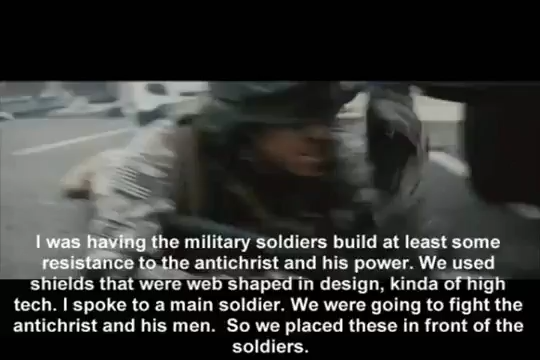 I was having the military soldiers build at least some
resistance to the antichrist and his power. We used
shields that were web shaped in design, kinda of high
tech. I spoke to a main soldier. We were going to fight the
antichrist and his men.  So we placed these in front of the
soldiers.